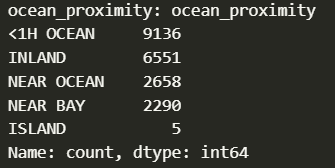 ocean_proximity: ocean_proximity
<1H OCEAN     9136
INLAND        6551
NEAR OCEAN    2658
NEAR BAY      2290
ISLAND           5
Name: count, dtype: int64